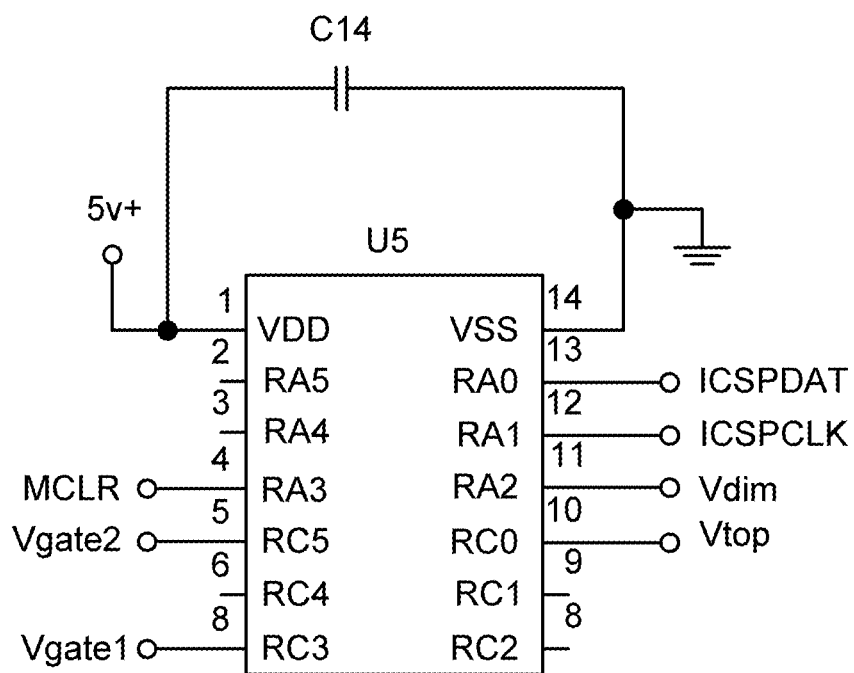 C14
5v+
U5
1 14
VDD VSS
2 13
RA5 RA0 ICSPDAT
3 12
RA4 RA1 ICSPCLK
4 11
MCLR RA3 RA2 Vdim
5 10
Vgate2 RC5 RC0 Vtop
6 9
RC4 RC1
8 8
Vgate1 RC3 RC2